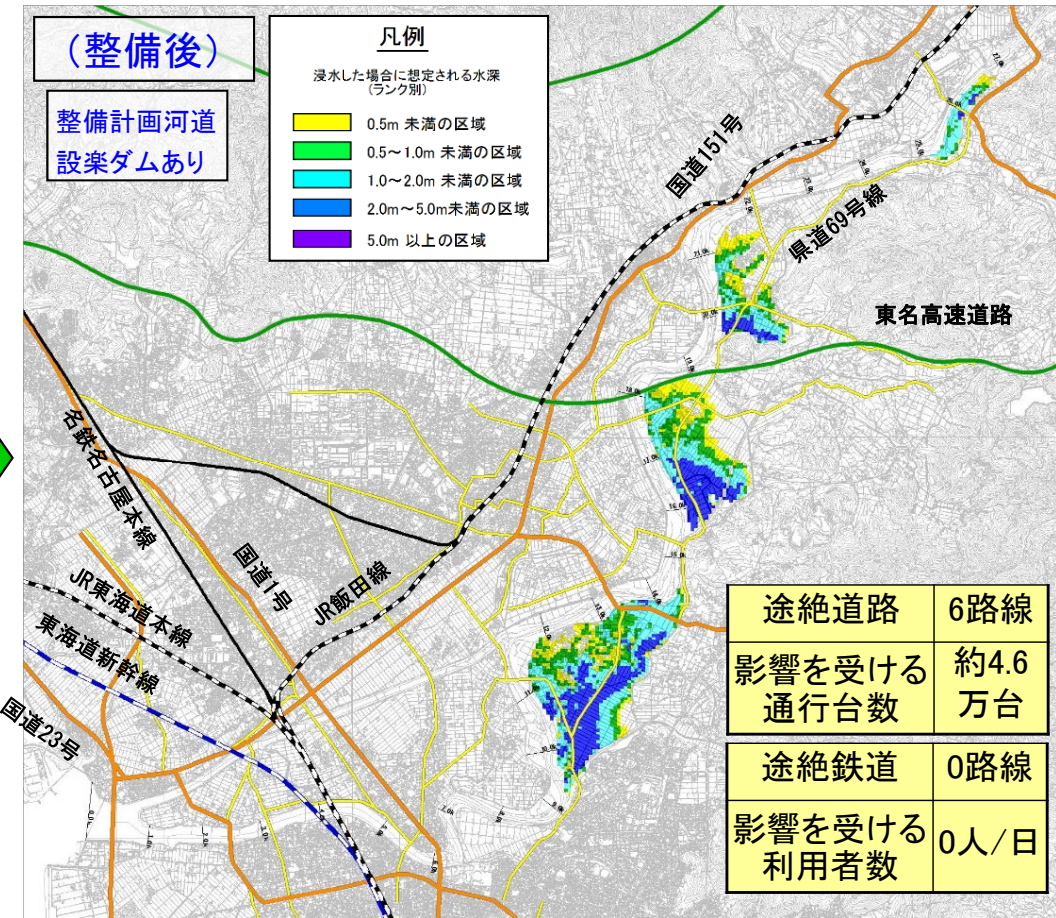 （整備後）
整備計画河道
設楽ダムあり
凡例
浸水した場合に想定される水深
（ランク別）
0.5m 未満の区域
0.5～1.0m 未満の区域
1.0～2.0m 未満の区域
2.0m～5.0m未満の区域
5.0m 以上の区域
国道151号
県道69号線
東名高速道路
名鉄名古屋本線
国道1号
JR飯田線
JR東海道本線
東海道新幹線
国道23号
途絶道路 6路線
影響を受ける
通行台数
約4.6
万台
途絶鉄道 0路線
影響を受ける
利用者数
0人/日